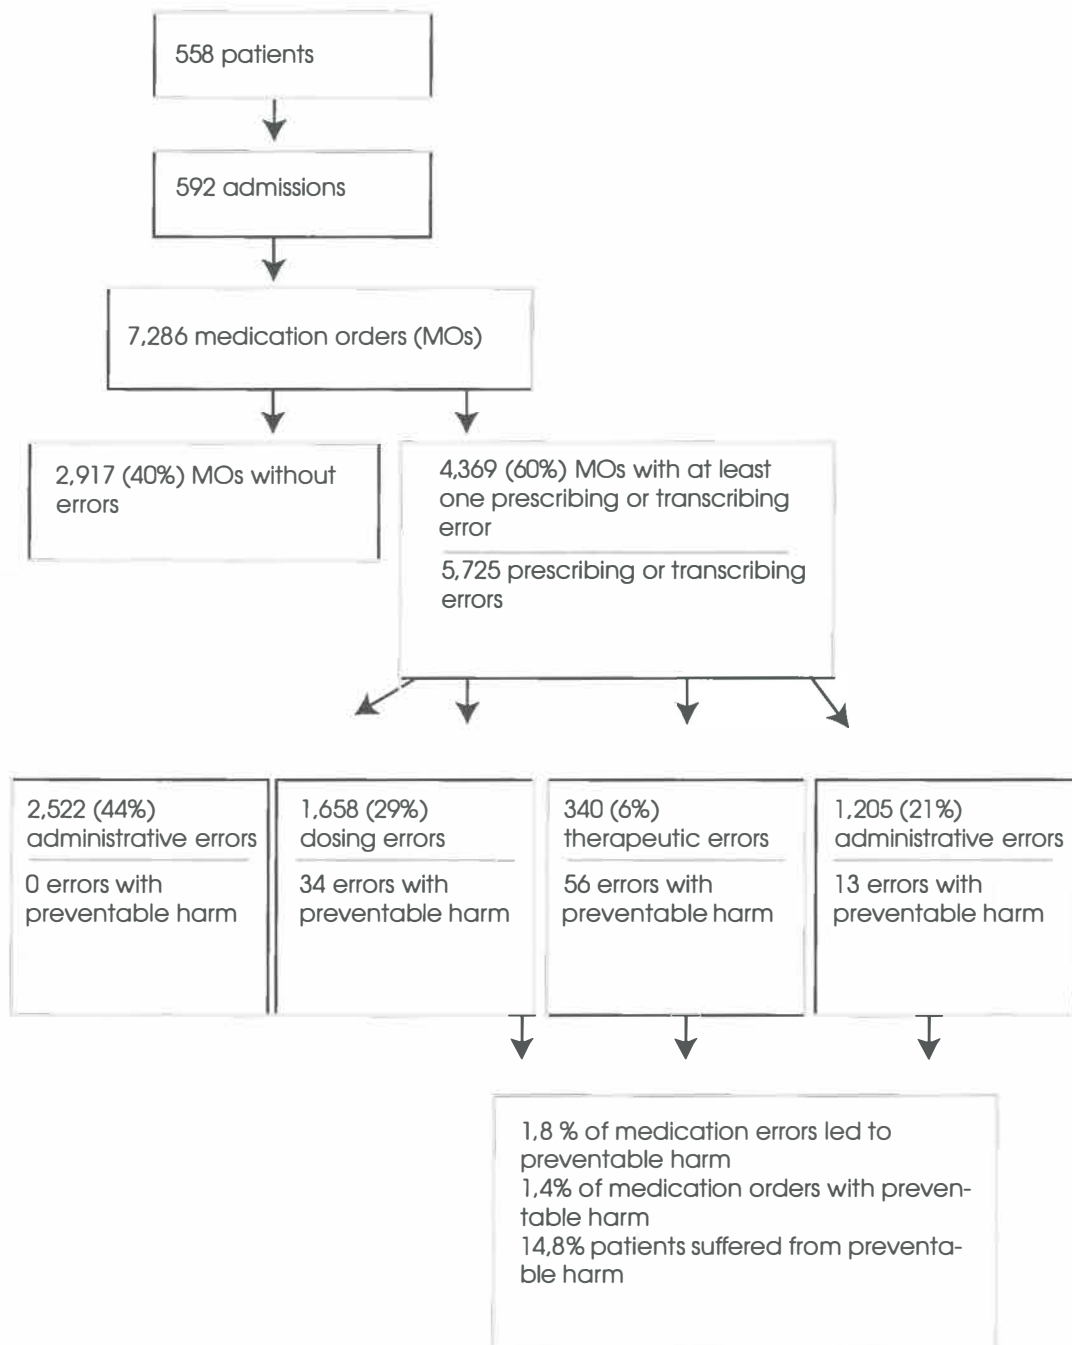 558 patients
592 admissions
7,286 medication orders (MOs)
2,917 (40%) MOs without
errors
4,369 (60%) MOs with at least
one prescribing or transcribing
error
5,725 prescribing or transcribing
errors
2,522 (44%)
administrative errors
0 errors with
preventable harm
1,658 (29%)
dosing errors
34 errors with
preventable harm
340 (6%)
therapeutic errors
56 errors with
preventable harm
1,205 (21%)
administrative errors
13 errors with
preventable harm
1,8 % of medication errors led to
preventable harm
1,4% of medication orders with preven-
table harm
14,8% patients suffered from preventa-
ble harm